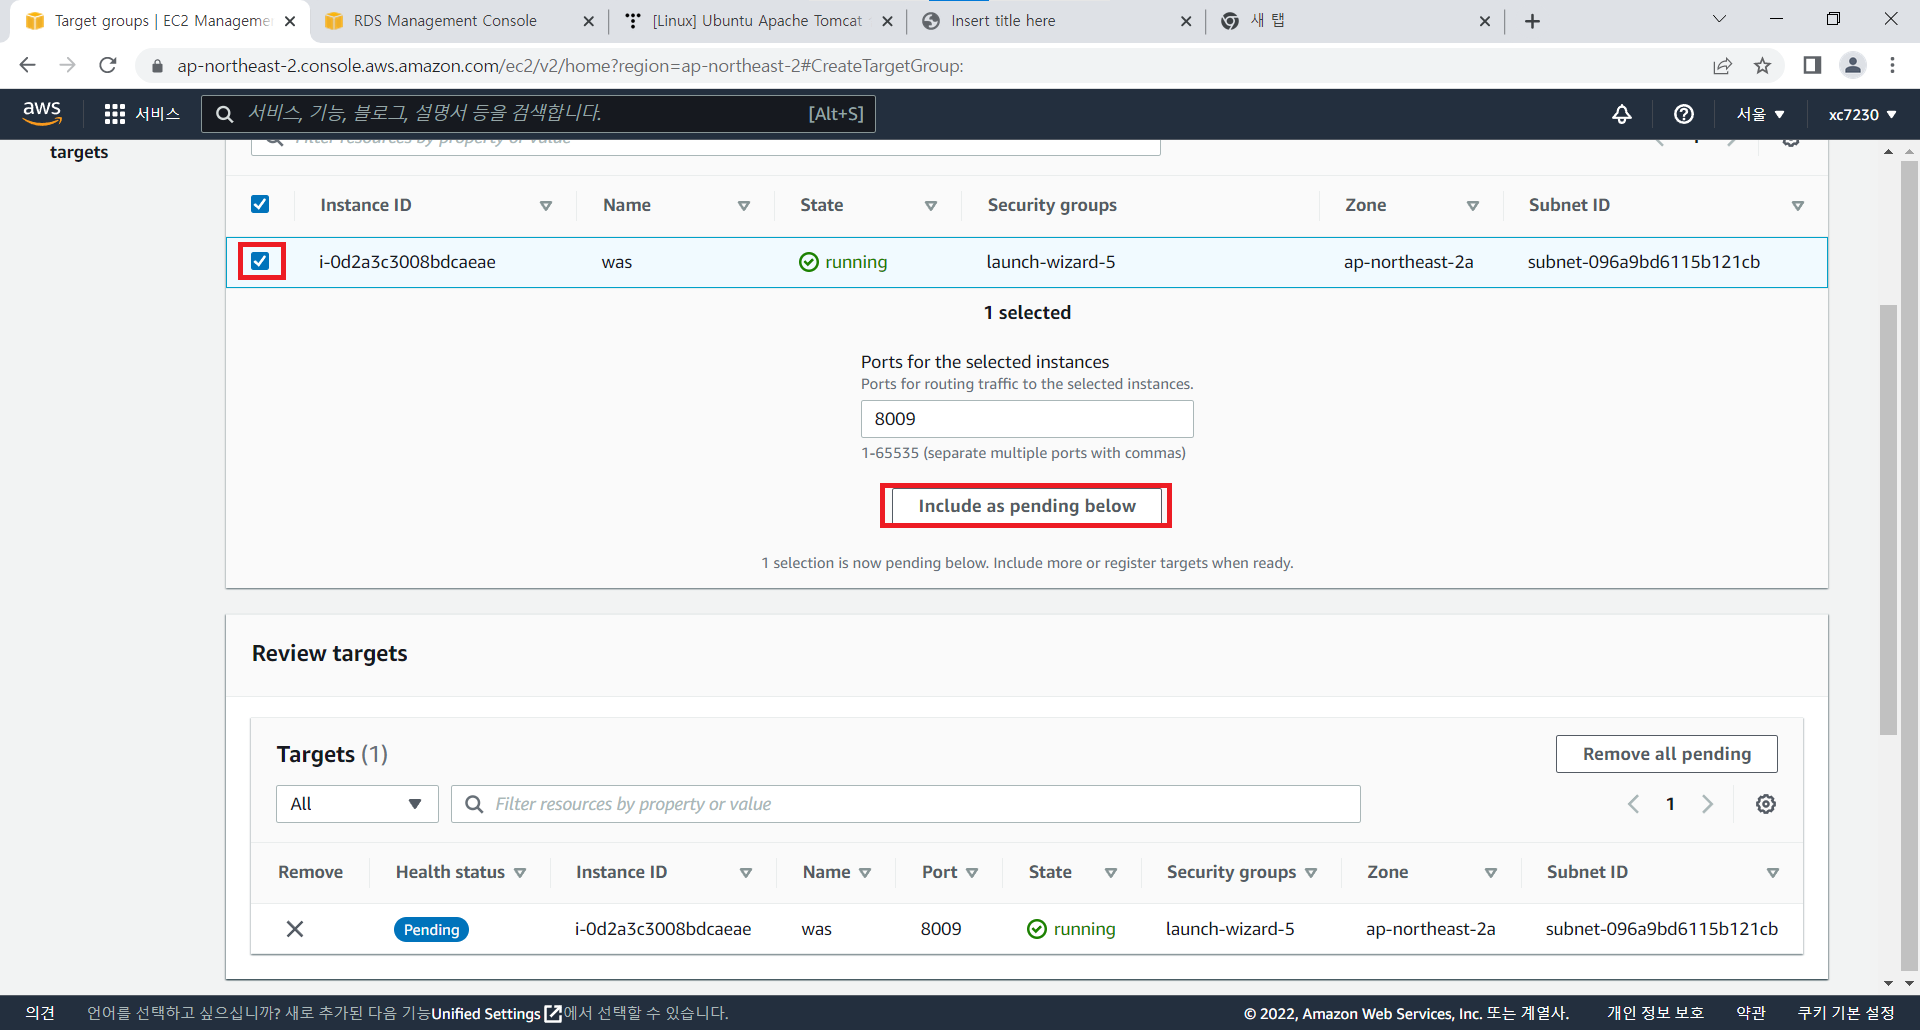 Target groups | EC2 Manageme
RDS Management Console
[Linux] Ubuntu Apache Tomcat
Insert title here
새 탭
ap-northeast-2.console.aws.amazon.com/ec2/v2/home?region=ap-northeast-2#CreateTargetGroup:
aws
서비스
서비스, 기능, 블로그, 설명서 등을 검색합니다.
[Alt+S]
서울
xc7230
targets
Filter resources by property or value
1
Instance ID
Name
State
Security groups
Zone
Subnet ID
i-0d2a3c3008bdcaeae
was
running
launch-wizard-5
ap-northeast-2a
subnet-096a9bd6115b121cb
1 selected
Ports for the selected instances
Ports for routing traffic to the selected instances.
8009
1-65535 (separate multiple ports with commas)
Include as pending below
1 selection is now pending below. Include more or register targets when ready.
Review targets
Targets (1)
Remove all pending
All
Filter resources by property or value
1
Remove
Health status
Instance ID
Name
Port
State
Security groups
Zone
Subnet ID
Pending
i-0d2a3c3008bdcaeae
was
8009
running
launch-wizard-5
ap-northeast-2a
subnet-096a9bd6115b121cb
의견
언어를 선택하고 싶으십니까? 새로 추가된 다음 기능Unified Settings에서 선택할 수 있습니다.
© 2022, Amazon Web Services, Inc. 또는 계열사.
개인 정보 보호
약관
쿠키 기본 설정